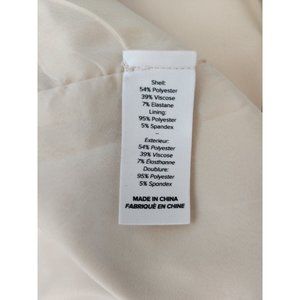 Shell:
54% Polyester
39% Viscose
7% Elastane
Lining:
95% Polyester
5% Spandex
-
Exterieur:
54% Polyester
39% Viscose
7% Elasthanne
Doublure:
95% Polyester
5% Spandex
MADE IN CHINA
FABRIQUÉ EN CHINE